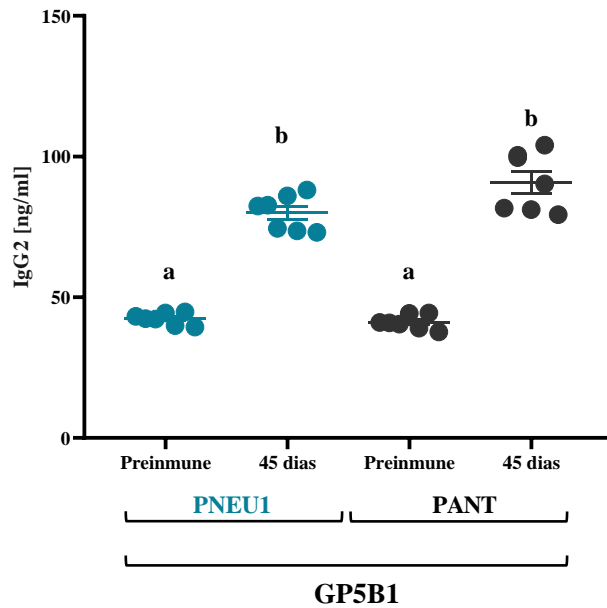 150
b
b
100
IgG2 [ng/ml]
a
a
50
0
Preinmune 45 dias Preinmune 45 dias
PNEU1 PANT
GP5B1